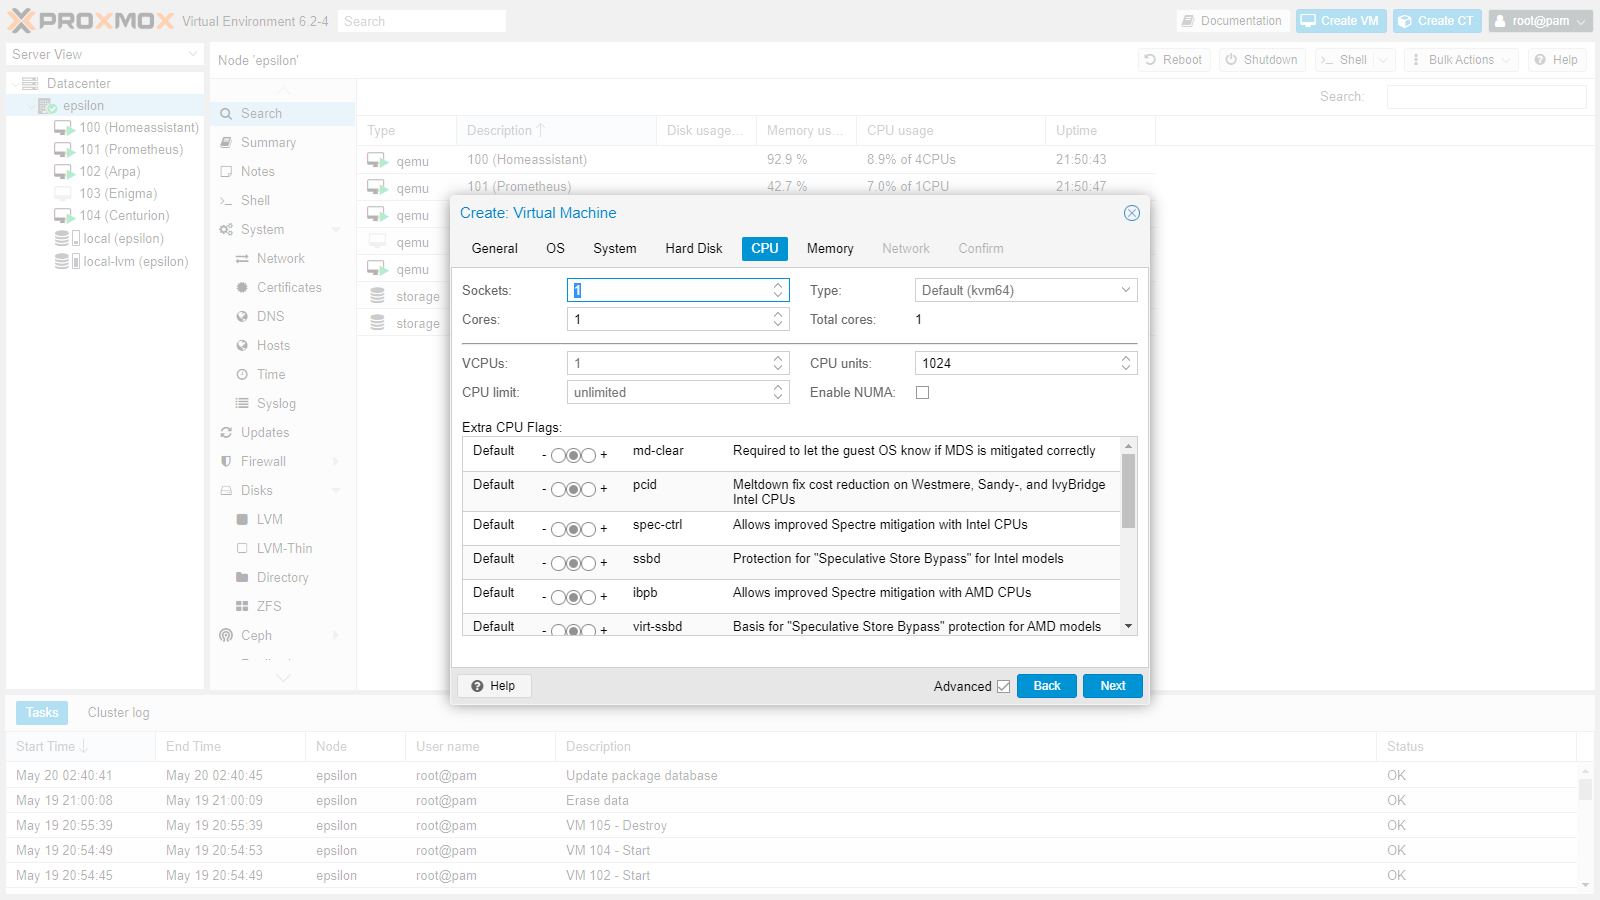 PROXMOX Virtual Environment 6.2-4 Search Documentation Create VM Create CT root@pam
Server View
Node 'epsilon' Reboot Shutdown Shell Bulk Actions Help
Datacenter
epsilon
100 (Homeassistant)
101 (Prometheus)
102 (Arpa)
103 (Enigma)
104 (Centurion)
local (epsilon)
local-lvm (epsilon)
Search
Summary
Notes
Shell
System
Network
Certificates
DNS
Hosts
Time
Syslog
Updates
Firewall
Disks
LVM
LVM-Thin
Directory
ZFS
Ceph
Search:
Type Description Disk usage... Memory us... CPU usage Uptime
qemu 100 (Homeassistant) 92.9 % 8.9% of 4CPUs 21:50:43
qemu 101 (Prometheus) 42.7 % 7.0% of 1CPU 21:50:47
qemu
qemu
qemu
storage
storage
Create: Virtual Machine
General OS System Hard Disk CPU Memory Network Confirm
Sockets: 1 Type: Default (kvm64)
Cores: 1 Total cores: 1
VCPUs: 1 CPU units: 1024
CPU limit: unlimited Enable NUMA:
Extra CPU Flags:
Default - + md-clear Required to let the guest OS know if MDS is mitigated correctly
Default - + pcid Meltdown fix cost reduction on Westmere, Sandy-, and IvyBridge
Intel CPUs
Default - + spec-ctrl Allows improved Spectre mitigation with Intel CPUs
Default - + ssbd Protection for "Speculative Store Bypass" for Intel models
Default - + ibpb Allows improved Spectre mitigation with AMD CPUs
Default - + virt-ssbd Basis for "Speculative Store Bypass" protection for AMD models
Help Advanced Back Next
Tasks Cluster log
Start Time End Time Node User name Description Status
May 20 02:40:41 May 20 02:40:45 epsilon root@pam Update package database OK
May 19 21:00:08 May 19 21:00:09 epsilon root@pam Erase data OK
May 19 20:55:39 May 19 20:55:39 epsilon root@pam VM 105 - Destroy OK
May 19 20:54:49 May 19 20:54:53 epsilon root@pam VM 104 - Start OK
May 19 20:54:45 May 19 20:54:49 epsilon root@pam VM 102 - Start OK